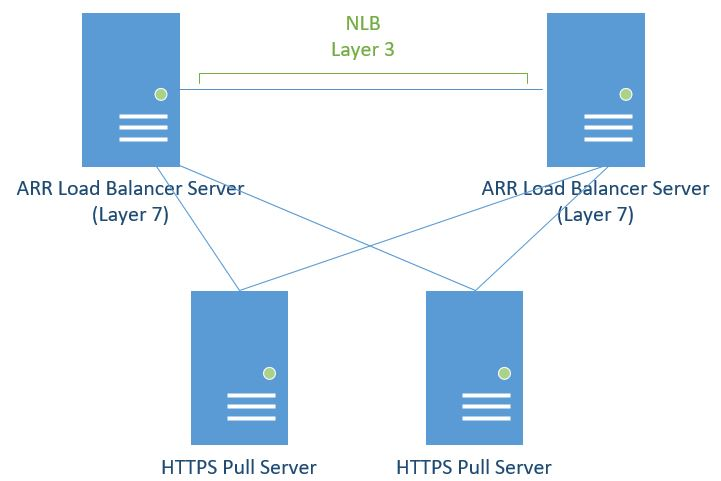 NLB
Layer 3
ARR Load Balancer Server
(Layer 7)
ARR Load Balancer Server
(Layer 7)
HTTPS Pull Server
HTTPS Pull Server